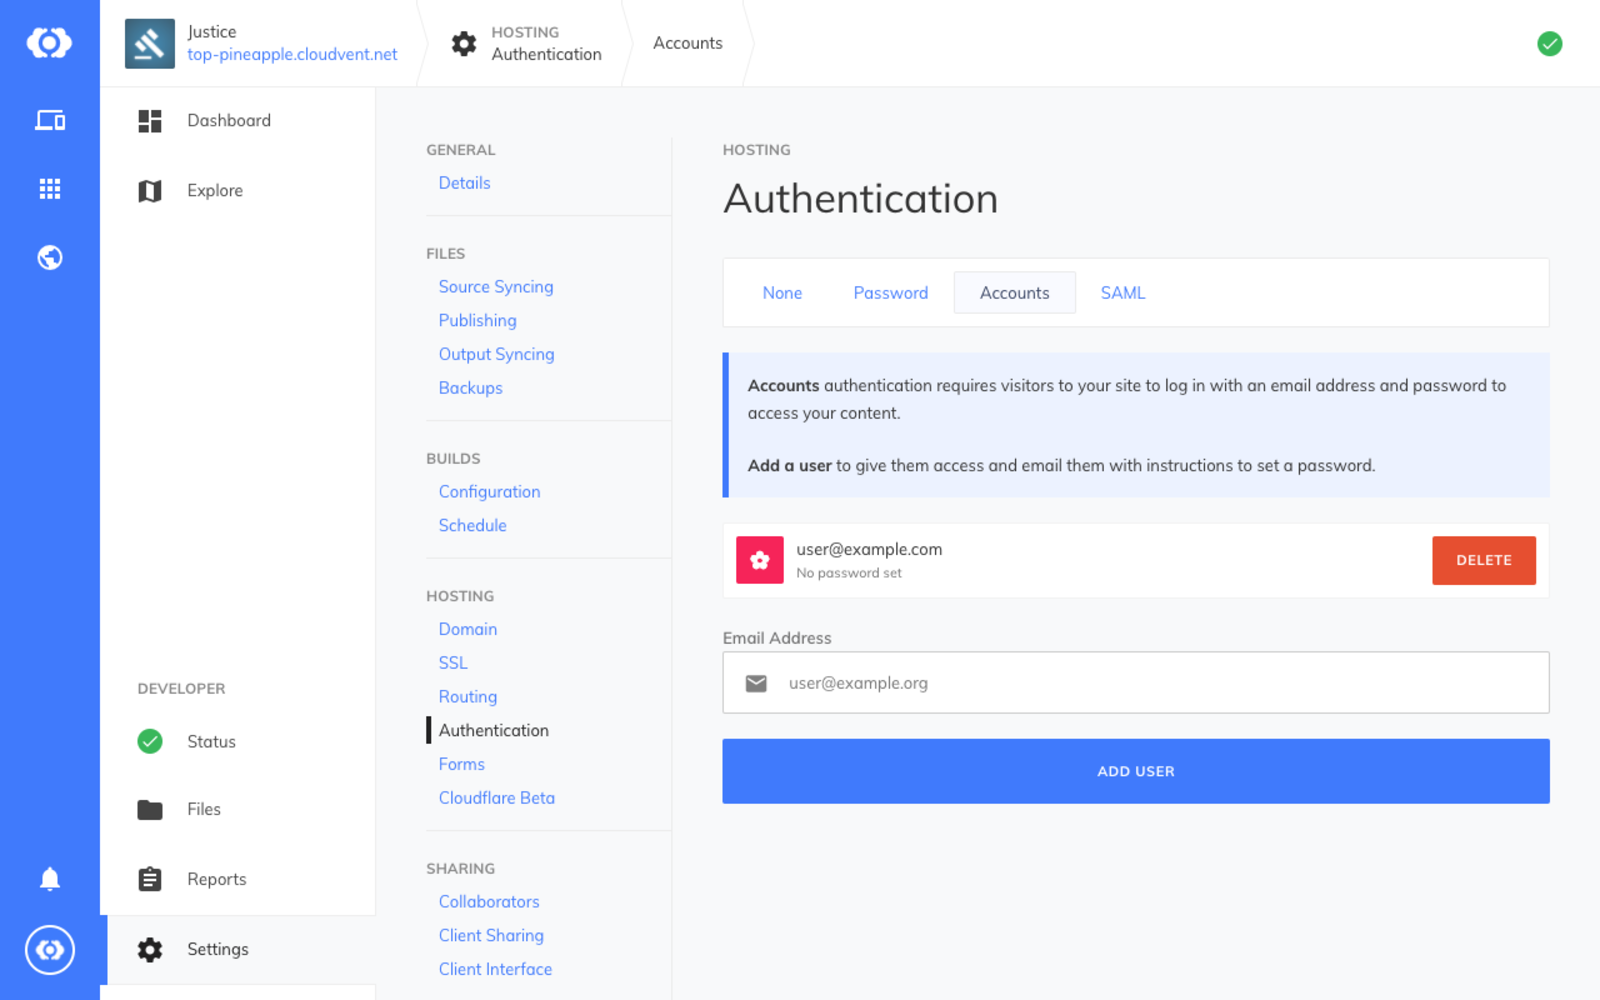 Justice
top-pineapple.cloudvent.net
HOSTING
Authentication
Accounts
Dashboard
Explore
DEVELOPER
Status
Files
Reports
Settings
GENERAL
Details
FILES
Source Syncing
Publishing
Output Syncing
Backups
BUILDS
Configuration
Schedule
HOSTING
Domain
SSL
Routing
Authentication
Forms
Cloudflare Beta
SHARING
Collaborators
Client Sharing
Client Interface
HOSTING
Authentication
None
Password
Accounts
SAML
Accounts authentication requires visitors to your site to log in with an email address and password to
access your content.
Add a user to give them access and email them with instructions to set a password.
user@example.com
No password set
DELETE
Email Address
user@example.org
ADD USER